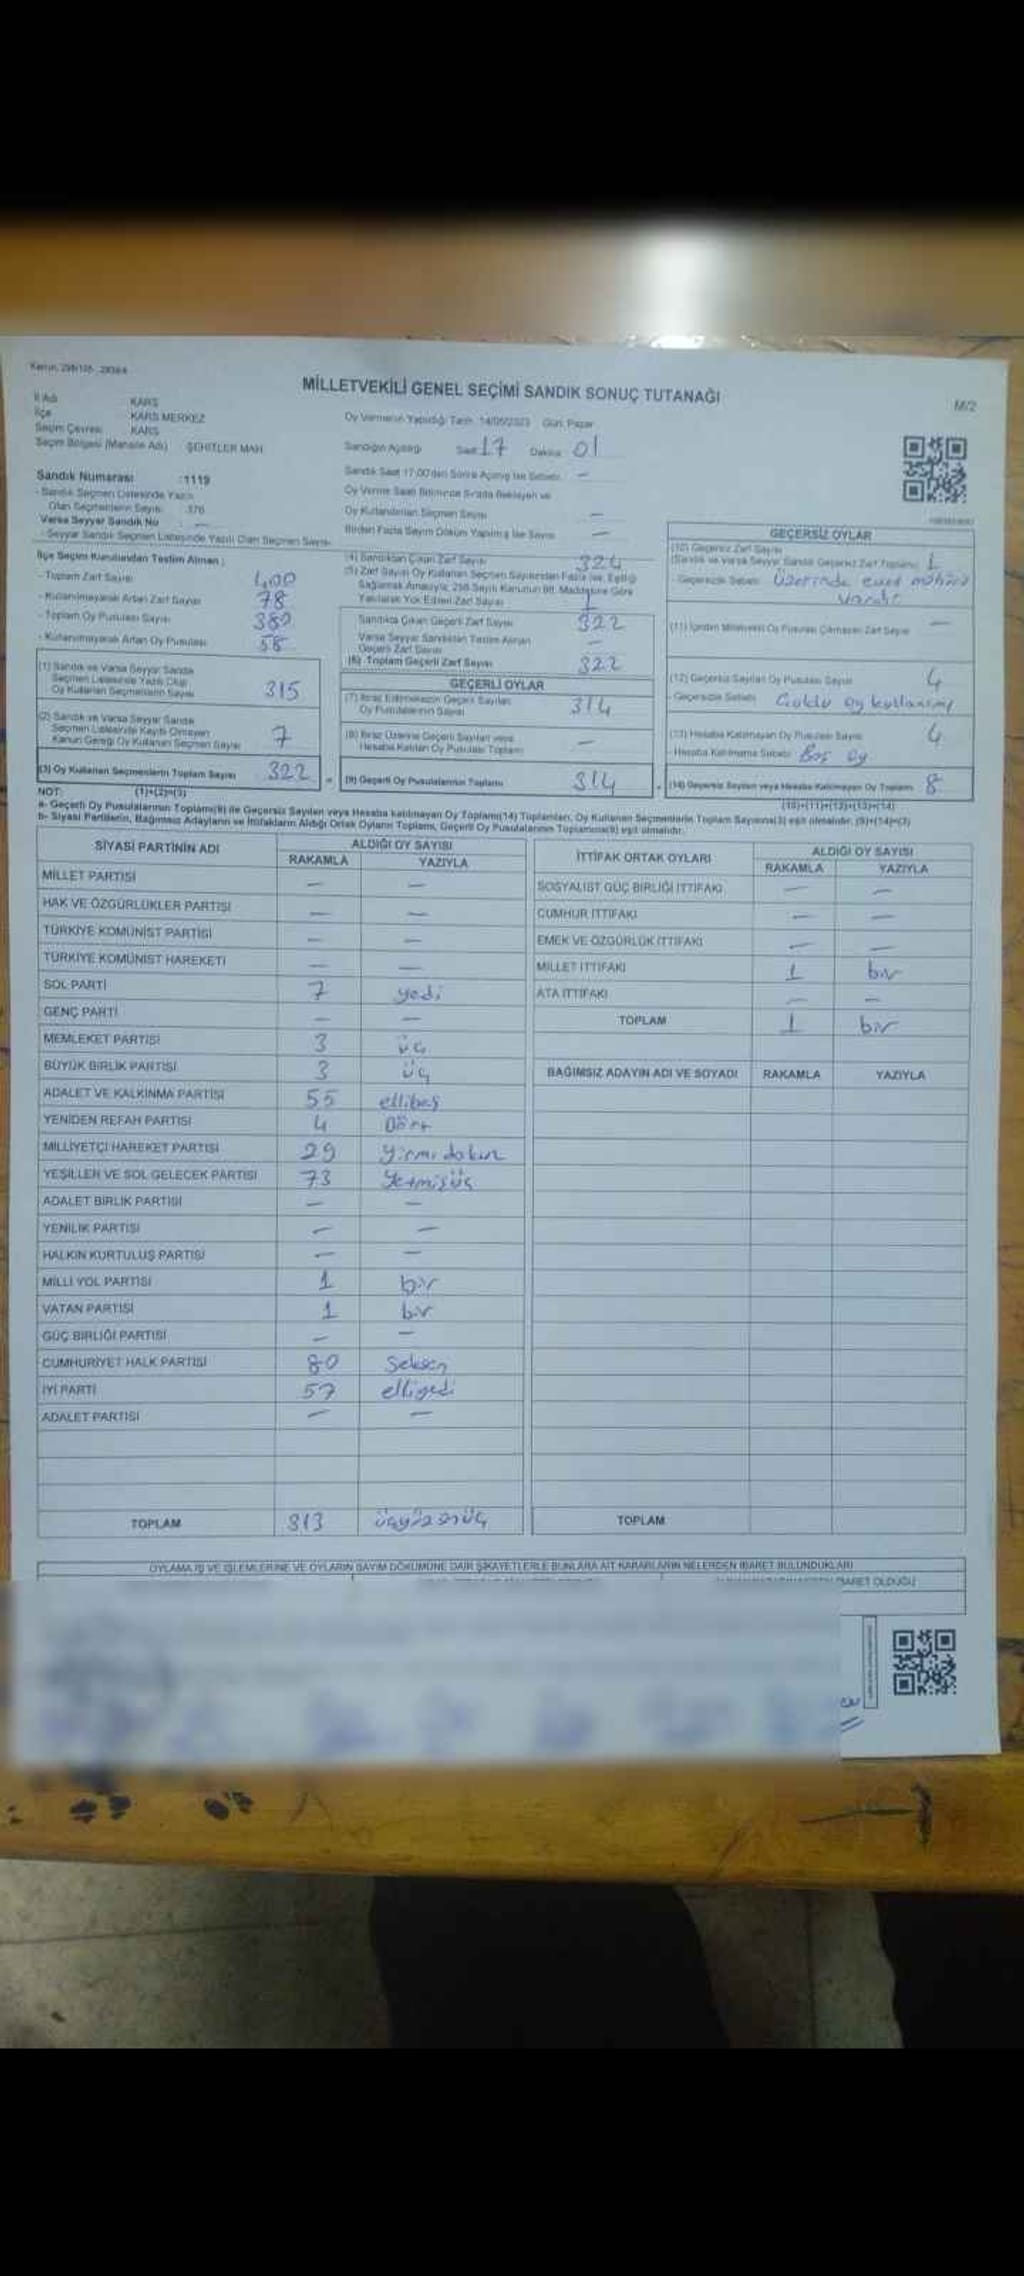 MİLLETVEKİLİ GENEL SEÇİMİ SANDIK SONUÇ TUTANAĞI
M/2
İl Adı : KARS
İlçe : KARS MERKEZ
Seçim Çevresi : KARS
Seçim Bölgesi (Mahalle Adı) : ŞEHİTLER MAH.
Sandık Numarası : 1119
- Sandık Seçmen Listesinde Yazılı
Olan Seçmenlerin Sayısı : 376
Varsa Seyyar Sandık No : —
- Seyyar Sandık Seçmen Listesinde Yazılı Olan Seçmen Sayısı
Oy Vermenin Yapıldığı Tarih: 14/05/2023 Gün: Pazar
Sandığın Açıldığı Saat 17 Dakika 01
Sandık Saat 17:00'den Sonra Açılmış İse Sebebi: —
Oy Verme Saati Bitiminde Sırada Bekleyen ve
Oy Kullandırılan Seçmen Sayısı —
Birden Fazla Sayım Döküm Yapılmış İse Sayısı —
İlçe Seçim Kurulundan Teslim Alınan :
- Toplam Zarf Sayısı 400
- Kullanılmayarak Artan Zarf Sayısı 78
- Toplam Oy Pusulası Sayısı 380
- Kullanılmayarak Artan Oy Pusulası 58
(1) Sandık ve Varsa Seyyar Sandık
Seçmen Listesinde Yazılı Olup
Oy Kullanan Seçmenlerin Sayısı 315
(2) Sandık ve Varsa Seyyar Sandık
Seçmen Listesinde Kayıtlı Olmayan
Kanun Gereği Oy Kullanan Seçmen Sayısı 7
(3) Oy Kullanan Seçmenlerin Toplam Sayısı 322
(4) Sandıktan Çıkan Zarf Sayısı 324
(5) Zarf Sayısı Oy Kullanan Seçmen Sayısından Fazla ise, Eşitliği
Sağlamak Amacıyla, 298 Sayılı Kanunun 98. Maddesine Göre
Yakılarak Yok Edilen Zarf Sayısı 1
Sandıkta Çıkan Geçerli Zarf Sayısı 322
Varsa Seyyar Sandıktan Teslim Alınan
Geçerli Zarf Sayısı —
(6) Toplam Geçerli Zarf Sayısı 322
GEÇERLİ OYLAR
(7) İtiraz Edilmeksizin Geçerli Sayılan
Oy Pusulalarının Sayısı 314
(8) İtiraz Üzerine Geçerli Sayılan veya
Hesaba Katılan Oy Pusulası Toplamı —
(9) Geçerli Oy Pusulalarının Toplamı 314
GEÇERSİZ OYLAR
(10) Geçersiz Zarf Sayısı
(Sandık ve Varsa Seyyar Sandık Geçersiz Zarf Toplamı) 1
- Geçersizlik Sebebi: Üzerinde evet mührü
vardır
(11) İçinden Milletvekili Oy Pusulası Çıkmayan Zarf Sayısı —
(12) Geçersiz Sayılan Oy Pusulası Sayısı 4
- Geçersizlik Sebebi: Çoklu oy kullanımı
(13) Hesaba Katılmayan Oy Pusulası Sayısı 4
- Hesaba Katılmama Sebebi: Boş oy
(14) Geçersiz Sayılan veya Hesaba Katılmayan Oy Toplamı 8
NOT: (1)+(2)=(3)
(10)+(11)+(12)+(13)=(14)
a- Geçerli Oy Pusulalarının Toplamı(9) ile Geçersiz Sayılan veya Hesaba katılmayan Oy Toplamı(14) Toplamları, Oy Kullanan Seçmenlerin Toplam Sayısına(3) eşit olmalıdır. (9)+(14)=(3)
b- Siyasi Partilerin, Bağımsız Adayların ve İttifakların Aldığı Ortak Oyların Toplamı, Geçerli Oy Pusulalarının Toplamına(9) eşit olmalıdır.
SİYASİ PARTİNİN ADI ALDIĞI OY SAYISI
RAKAMLA YAZIYLA
MİLLET PARTİSİ — —
HAK VE ÖZGÜRLÜKLER PARTİSİ — —
TÜRKİYE KOMÜNİST PARTİSİ — —
TÜRKİYE KOMÜNİST HAREKETİ — —
SOL PARTİ 7 yedi
GENÇ PARTİ — —
MEMLEKET PARTİSİ 3 üç
BÜYÜK BİRLİK PARTİSİ 3 üç
ADALET VE KALKINMA PARTİSİ 55 ellibeş
YENİDEN REFAH PARTİSİ 4 Dört
MİLLİYETÇİ HAREKET PARTİSİ 29 yirmidokuz
YEŞİLLER VE SOL GELECEK PARTİSİ 73 yetmişüç
ADALET BİRLİK PARTİSİ — —
YENİLİK PARTİSİ — —
HALKIN KURTULUŞ PARTİSİ — —
MİLLİ YOL PARTİSİ 1 bir
VATAN PARTİSİ 1 bir
GÜÇ BİRLİĞİ PARTİSİ — —
CUMHURİYET HALK PARTİSİ 80 Seksen
İYİ PARTİ 57 elliyedi
ADALET PARTİSİ — —
TOPLAM 313 üçyüzonüç
İTTİFAK ORTAK OYLARI ALDIĞI OY SAYISI
RAKAMLA YAZIYLA
SOSYALİST GÜÇ BİRLİĞİ İTTİFAKI — —
CUMHUR İTTİFAKI — —
EMEK VE ÖZGÜRLÜK İTTİFAKI — —
MİLLET İTTİFAKI 1 bir
ATA İTTİFAKI — —
TOPLAM 1 bir
BAĞIMSIZ ADAYIN ADI VE SOYADI RAKAMLA YAZIYLA
TOPLAM
OYLAMA İŞ VE İŞLEMLERİNE VE OYLARIN SAYIM DÖKÜMÜNE DAİR ŞİKAYETLERLE BUNLARA AİT KARARLARIN NELERDEN İBARET BULUNDUKLARI
İBARET OLDUĞU